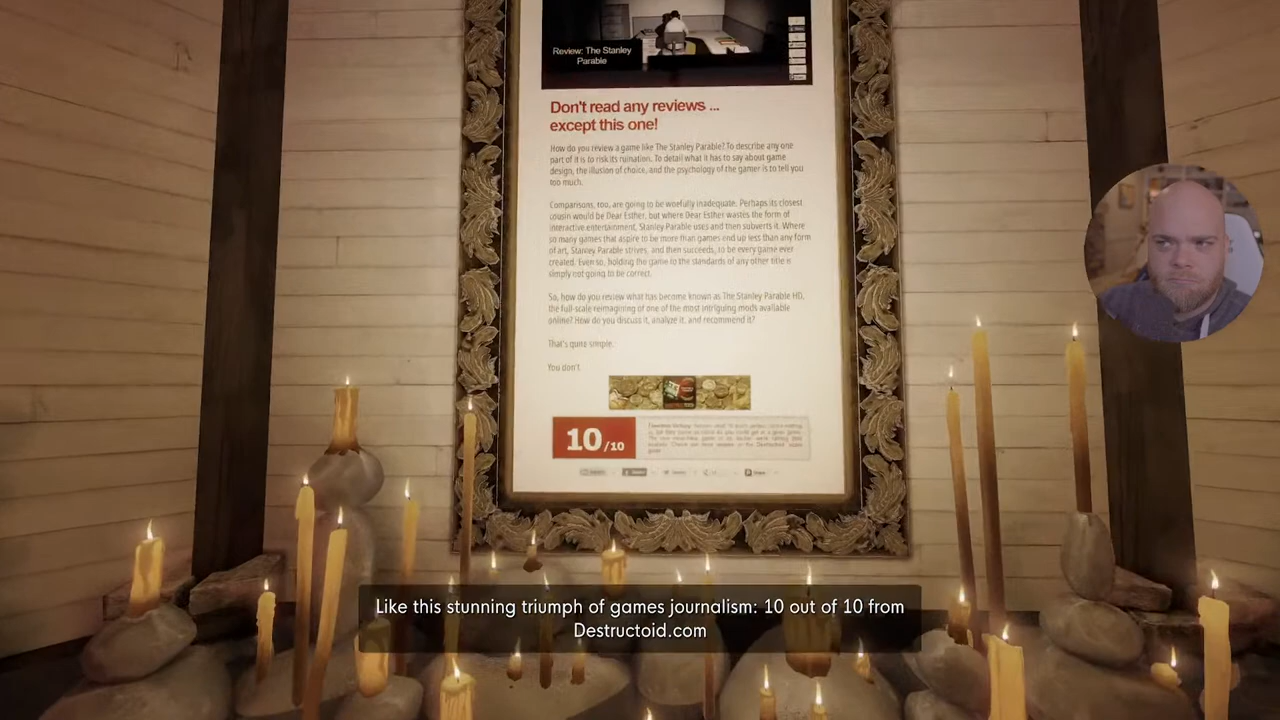 Review: The Stanley
Parable
Don't read any reviews ...
except this one!
How do you review a game like The Stanley Parable? To describe any one
part of it is to risk its ruination. To detail what it has to say about game
design, the illusion of choice, and the psychology of the gamer is to tell you
too much.
Comparisons, too, are going to be woefully inadequate. Perhaps its closest
cousin would be Dear Esther, but where Dear Esther wastes the form of
interactive entertainment, Stanley Parable uses and then subverts it. Where
so many games that aspire to be more than games end up less than any form
of art, Stanley Parable strives, and then succeeds, to be every game ever
created. Even so, holding the game to the standards of any other title is
simply not going to be correct.
So, how do you review what has become known as The Stanley Parable HD,
the full-scale reimagining of one of the most intriguing mods available
online? How do you discuss it, analyze it, and recommend it?
That's quite simple.
You don't.
10/10
Like this stunning triumph of games journalism: 10 out of 10 from
Destructoid.com